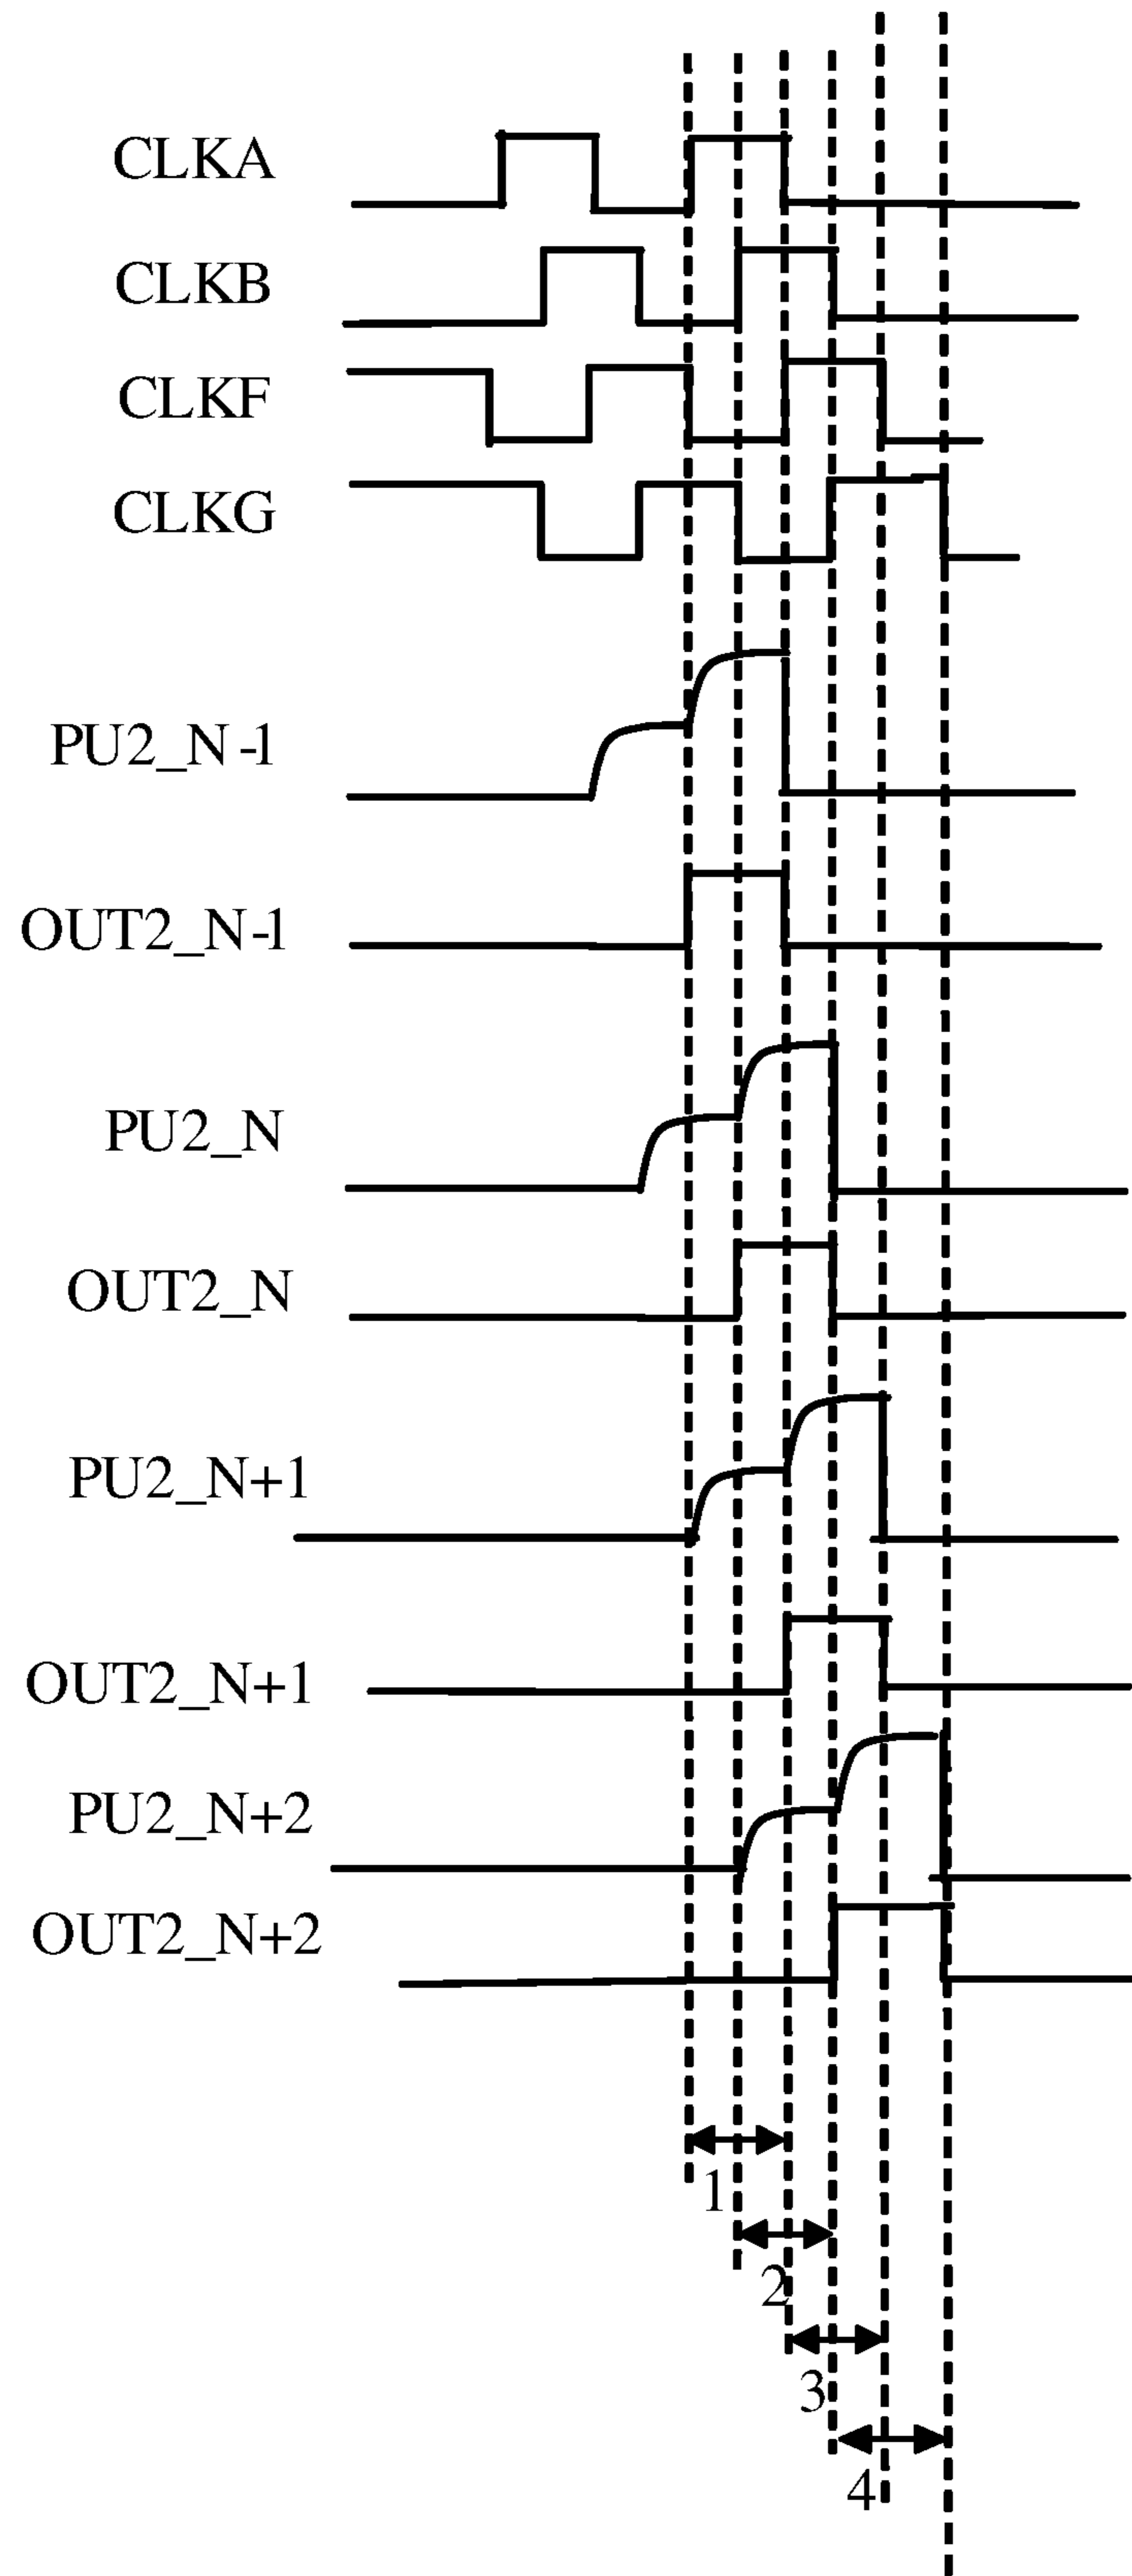 CLKA
CLKB
CLKF
CLKG
PU2_N-1
OUT2_N-1
PU2_N
OUT2_N
PU2_N+1
OUT2_N+1
PU2_N+2
OUT2_N+2
1
2
3
4